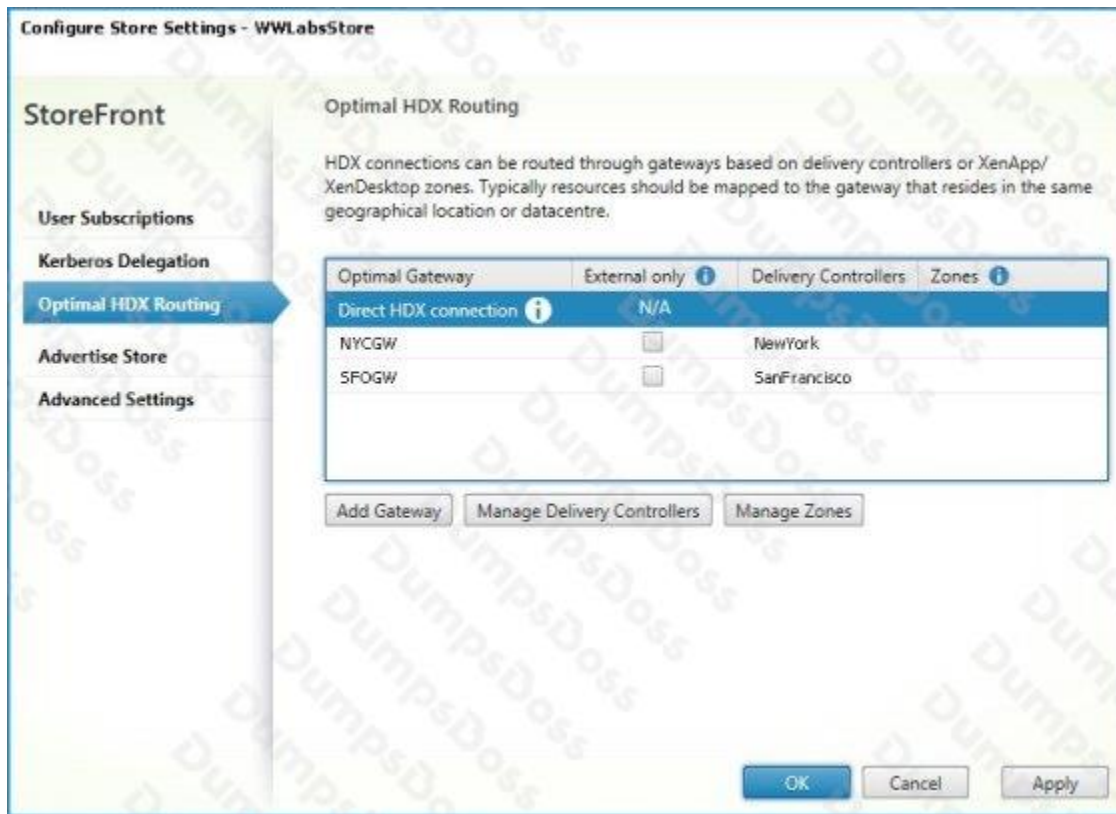 Configure Store Settings - WWLabsStore
StoreFront
User Subscriptions
Kerberos Delegation
Optimal HDX Routing
Advertise Store
Advanced Settings
Optimal HDX Routing
HDX connections can be routed through gateways based on delivery controllers or XenApp/
XenDesktop zones. Typically resources should be mapped to the gateway that resides in the same
geographical location or datacentre.
Optimal Gateway External only i Delivery Controllers Zones i
Direct HDX connection i N/A
NYCGW NewYork
SFOGW SanFrancisco
Add Gateway Manage Delivery Controllers Manage Zones
OK Cancel Apply
DumpsDoss